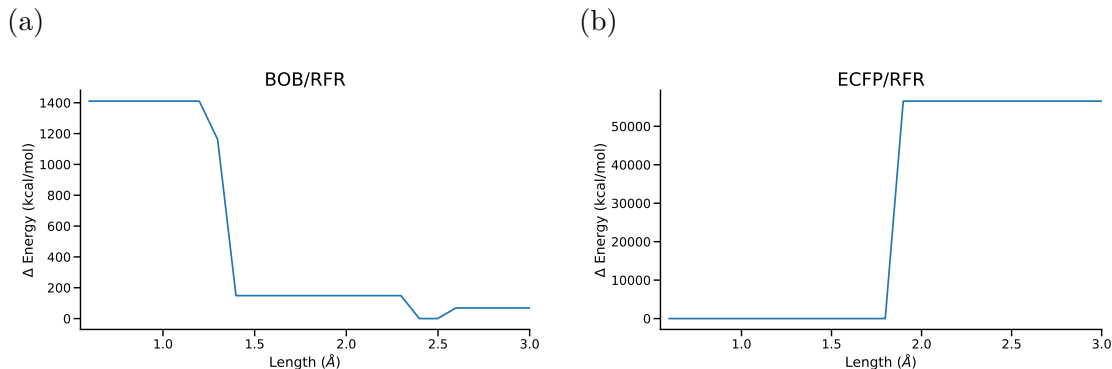 (a)
BOB/RFR
1400
1200
1000
800
600
400
200
0
Δ Energy (kcal/mol)
1.0 1.5 2.0 2.5 3.0
Length (Å)
(b)
ECFP/RFR
50000
40000
30000
20000
10000
0
Δ Energy (kcal/mol)
1.0 1.5 2.0 2.5 3.0
Length (Å)